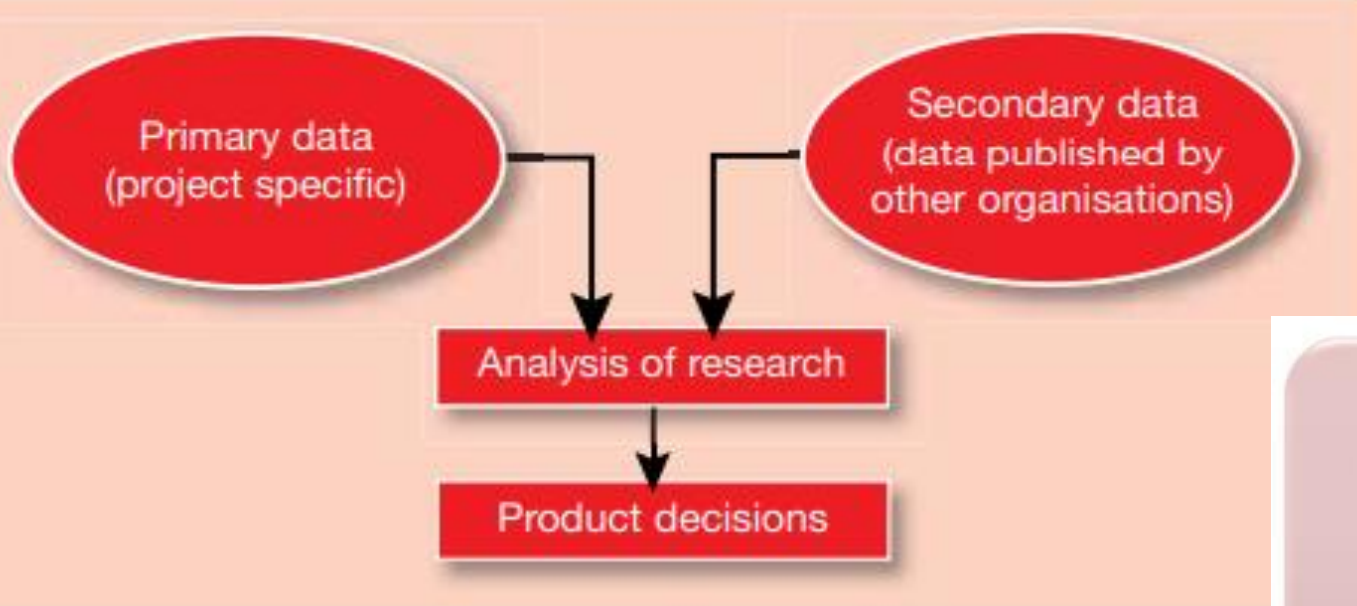 Primary data
(project specific)
Secondary data
(data published by
other organisations)
Analysis of research
Product decisions